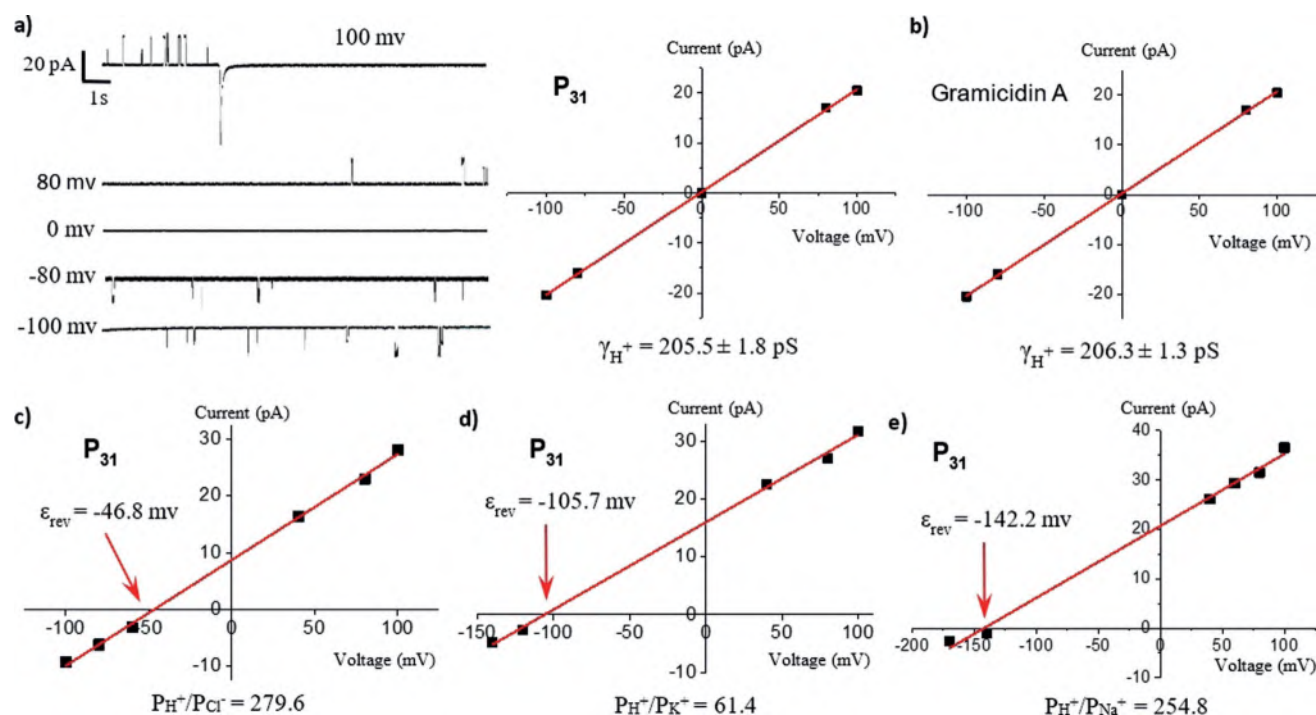 a)
100 mv
20 pA
1s
80 mv
0 mv
-80 mv
-100 mv
Current (pA)
P31
20
10
0
-10
-20
-100
-50
0
50
100
Voltage (mV)
γH+ = 205.5 ± 1.8 pS
b)
Current (pA)
Gramicidin A
20
10
0
-10
-20
-100
-50
0
50
100
Voltage (mV)
γH+ = 206.3 ± 1.3 pS
c)
Current (pA)
P31
εrev = -46.8 mv
30
20
10
0
-10
-100
-50
0
50
100
Voltage (mV)
PH+/PCl- = 279.6
d)
Current (pA)
P31
εrev = -105.7 mv
30
20
10
0
-10
-150
-100
-50
0
50
100
Voltage (mV)
PH+/PK+ = 61.4
e)
Current (pA)
P31
εrev = -142.2 mv
40
30
20
10
0
-10
-200
-150
-100
-50
0
50
100
Voltage (mV)
PH+/PNa+ = 254.8